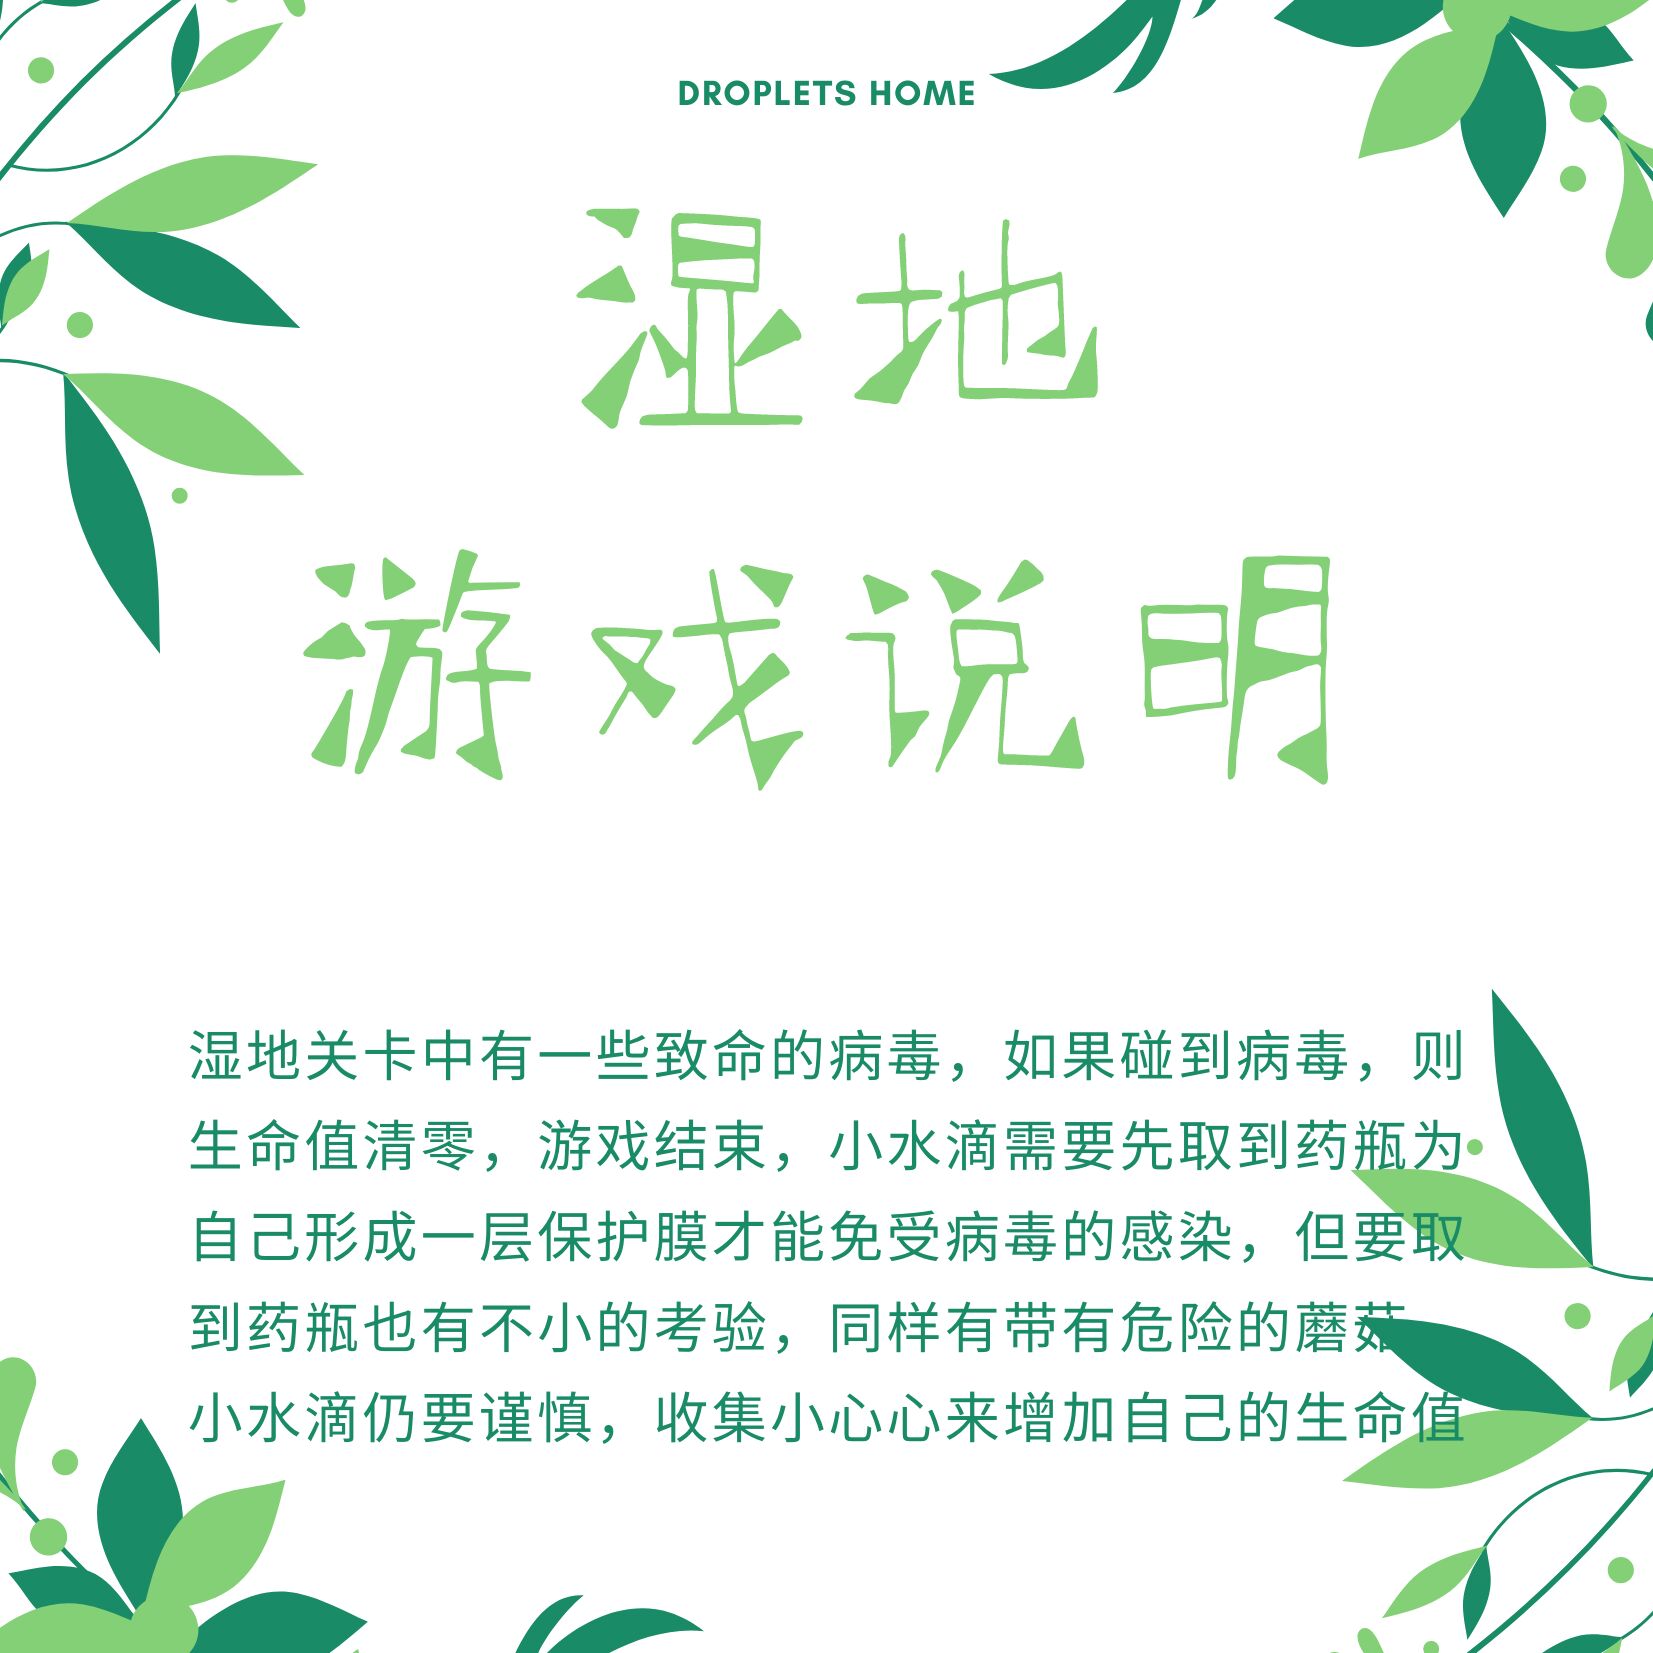 DROPLETS HOME
湿地
游戏说明
湿地关卡中有一些致命的病毒，如果碰到病毒，则
生命值清零，游戏结束，小水滴需要先取到药瓶为
自己形成一层保护膜才能免受病毒的感染，但要取
到药瓶也有不小的考验，同样有带有危险的蘑菇
小水滴仍要谨慎，收集小心心来增加自己的生命值